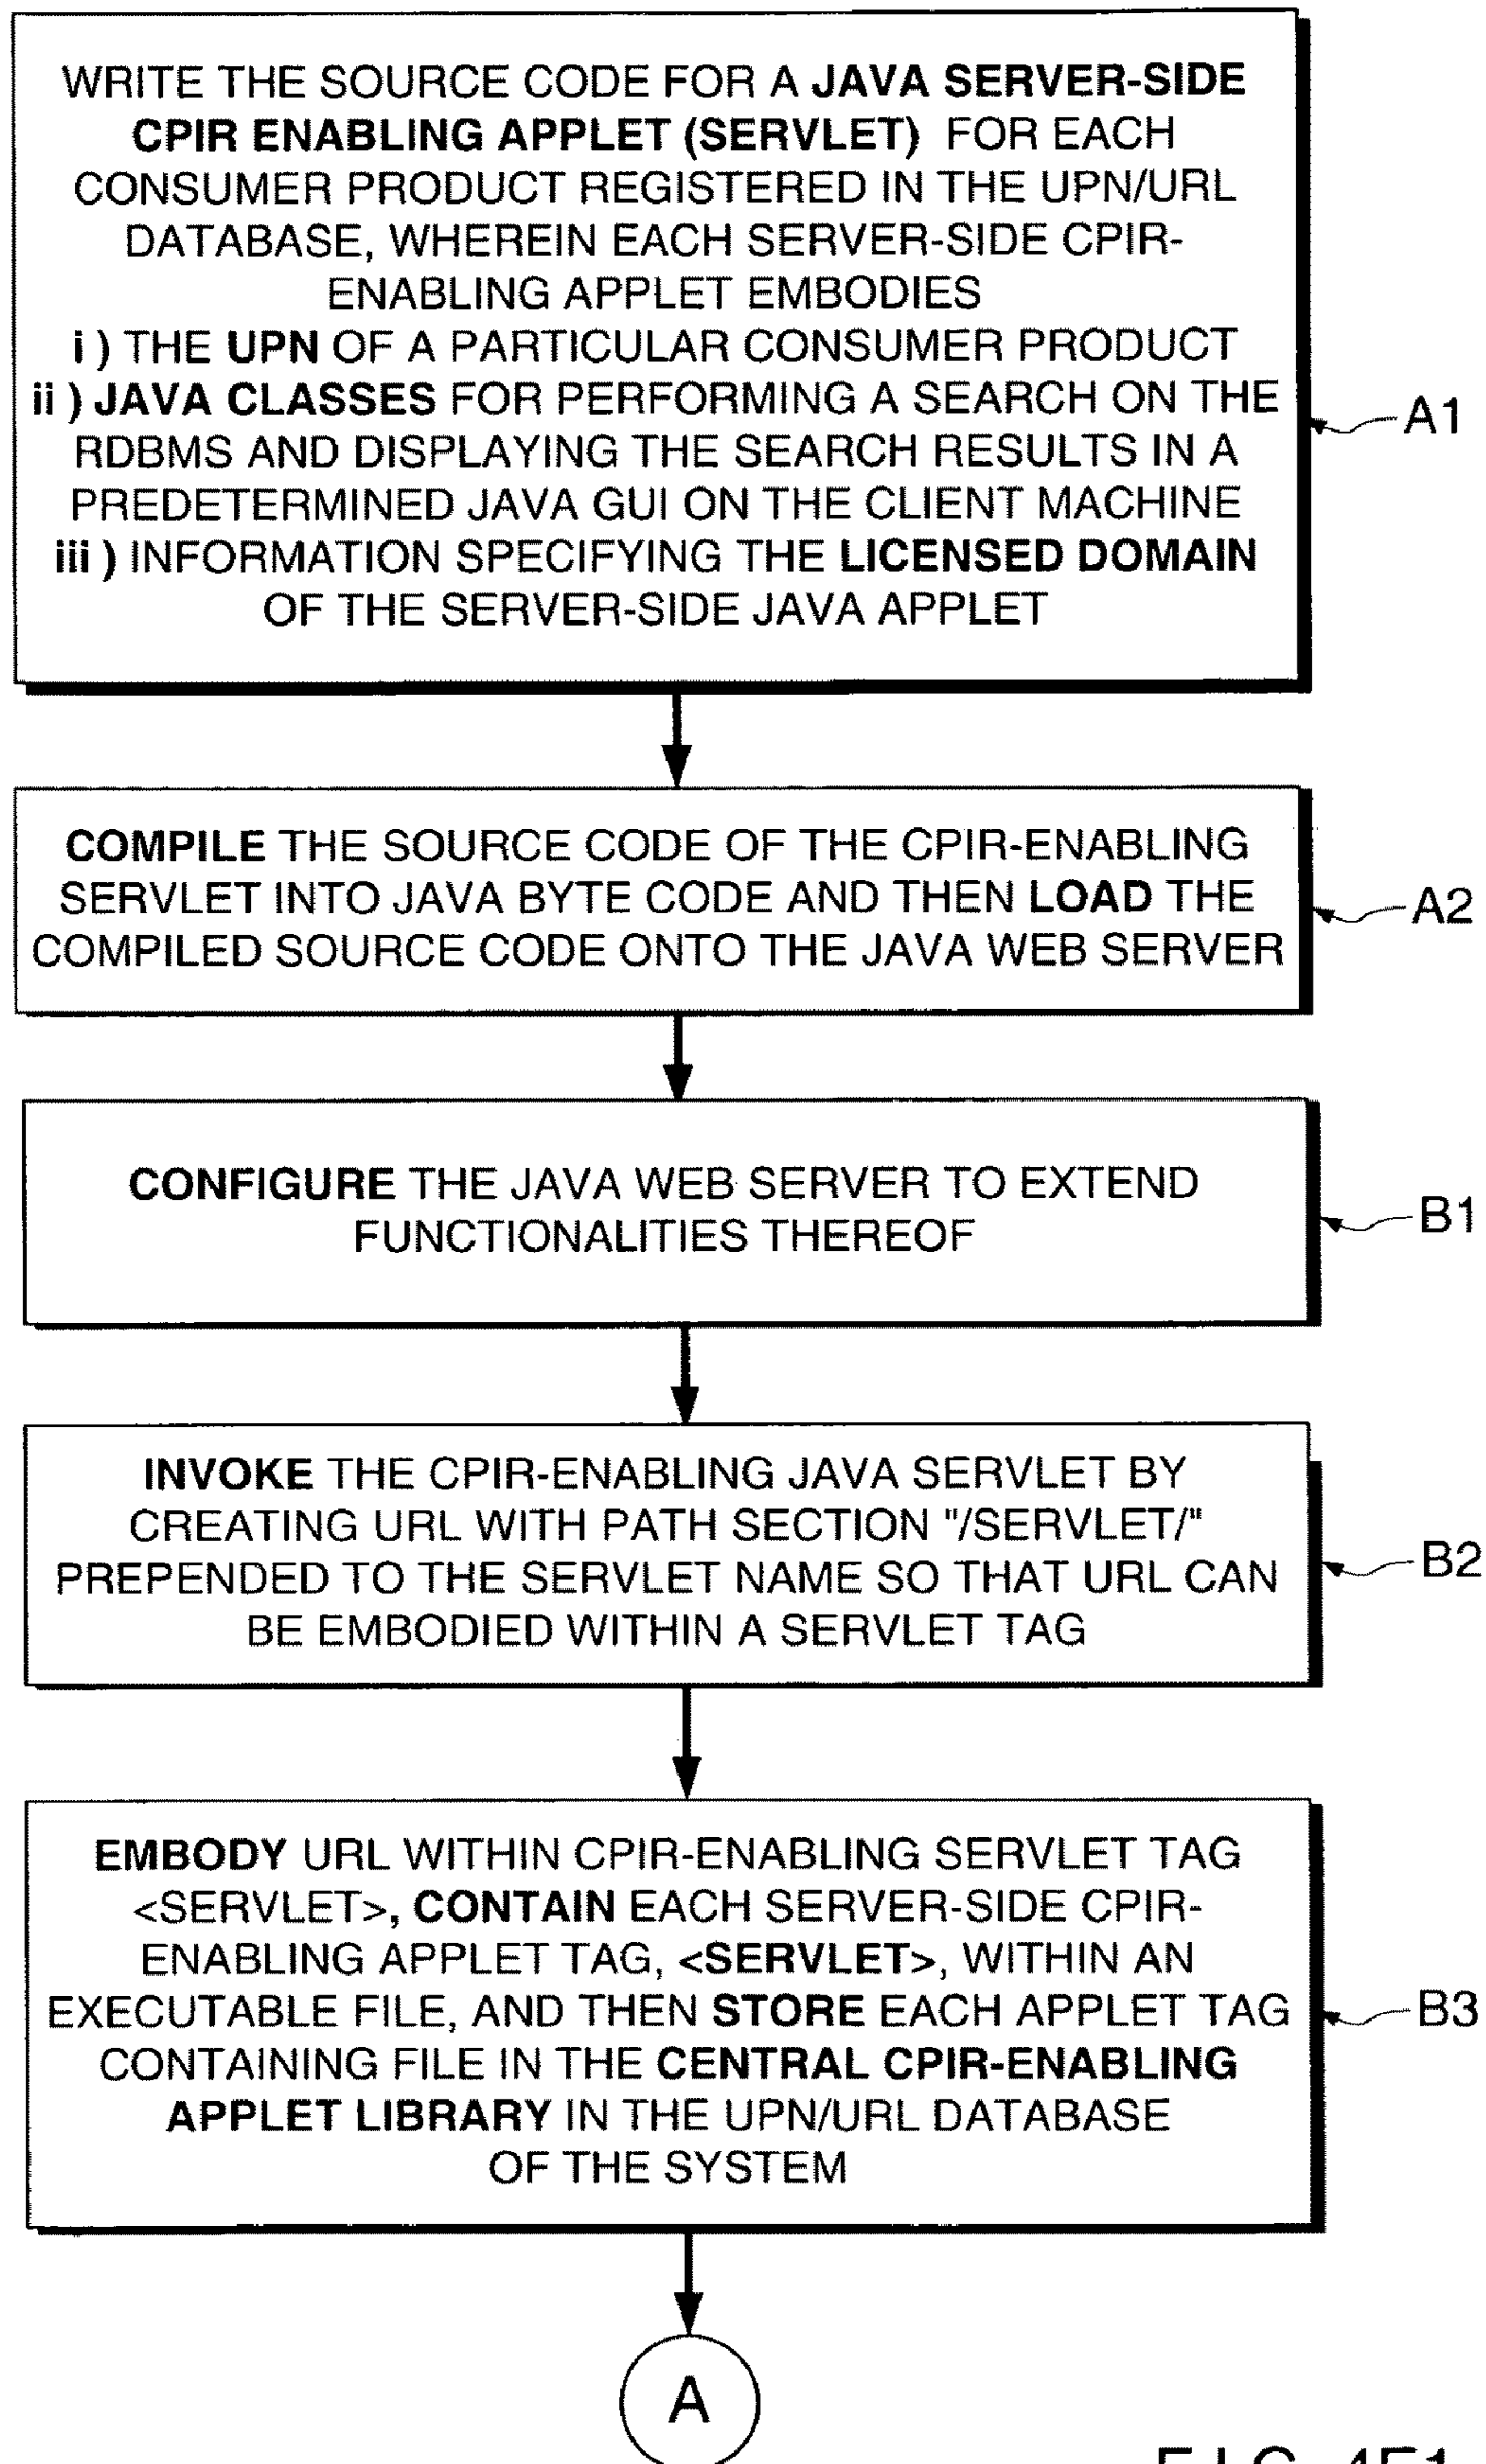 WRITE THE SOURCE CODE FOR A JAVA SERVER-SIDE
CPIR ENABLING APPLET (SERVLET) FOR EACH
CONSUMER PRODUCT REGISTERED IN THE UPN/URL
DATABASE, WHEREIN EACH SERVER-SIDE CPIR-
ENABLING APPLET EMBODIES
i ) THE UPN OF A PARTICULAR CONSUMER PRODUCT
ii ) JAVA CLASSES FOR PERFORMING A SEARCH ON THE
RDBMS AND DISPLAYING THE SEARCH RESULTS IN A
PREDETERMINED JAVA GUI ON THE CLIENT MACHINE
iii ) INFORMATION SPECIFYING THE LICENSED DOMAIN
OF THE SERVER-SIDE JAVA APPLET
A1
COMPILE THE SOURCE CODE OF THE CPIR-ENABLING
SERVLET INTO JAVA BYTE CODE AND THEN LOAD THE
COMPILED SOURCE CODE ONTO THE JAVA WEB SERVER
A2
CONFIGURE THE JAVA WEB SERVER TO EXTEND
FUNCTIONALITIES THEREOF
B1
INVOKE THE CPIR-ENABLING JAVA SERVLET BY
CREATING URL WITH PATH SECTION "/SERVLET/"
PREPENDED TO THE SERVLET NAME SO THAT URL CAN
BE EMBODIED WITHIN A SERVLET TAG
B2
EMBODY URL WITHIN CPIR-ENABLING SERVLET TAG
<SERVLET>, CONTAIN EACH SERVER-SIDE CPIR-
ENABLING APPLET TAG, <SERVLET>, WITHIN AN
EXECUTABLE FILE, AND THEN STORE EACH APPLET TAG
CONTAINING FILE IN THE CENTRAL CPIR-ENABLING
APPLET LIBRARY IN THE UPN/URL DATABASE
OF THE SYSTEM
B3
A